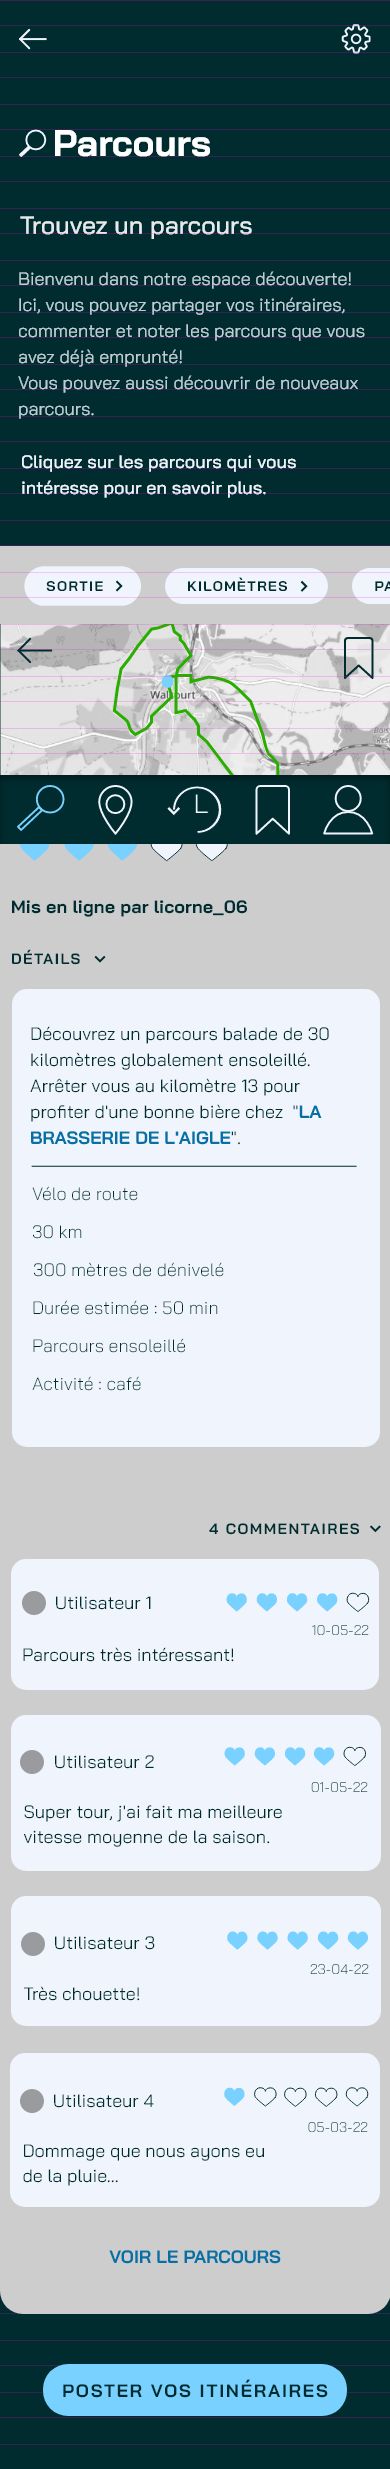 Parcours
Trouvez un parcours
Bienvenu dans notre espace découverte!
Ici, vous pouvez partager vos itinéraires,
commenter et noter les parcours que vous
avez déjà emprunté!
Vous pouvez aussi découvrir de nouveaux
parcours.
Cliquez sur les parcours qui vous
intéresse pour en savoir plus.
SORTIE
KILOMÈTRES
PA
Mis en ligne par licorne_06
DÉTAILS
Découvrez un parcours balade de 30
kilomètres globalement ensoleillé.
Arrêter vous au kilomètre 13 pour
profiter d'une bonne bière chez "LA
BRASSERIE DE L'AIGLE".
Vélo de route
30 km
300 mètres de dénivelé
Durée estimée : 50 min
Parcours ensoleillé
Activité : café
4 COMMENTAIRES
Utilisateur 1
10-05-22
Parcours très intéressant!
Utilisateur 2
01-05-22
Super tour, j'ai fait ma meilleure
vitesse moyenne de la saison.
Utilisateur 3
23-04-22
Très chouette!
Utilisateur 4
05-03-22
Dommage que nous ayons eu
de la pluie...
VOIR LE PARCOURS
POSTER VOS ITINÉRAIRES